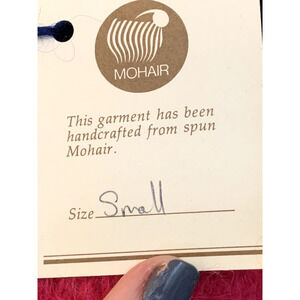 MOHAIR
This garment has been
handcrafted from spun
Mohair.
Size Small